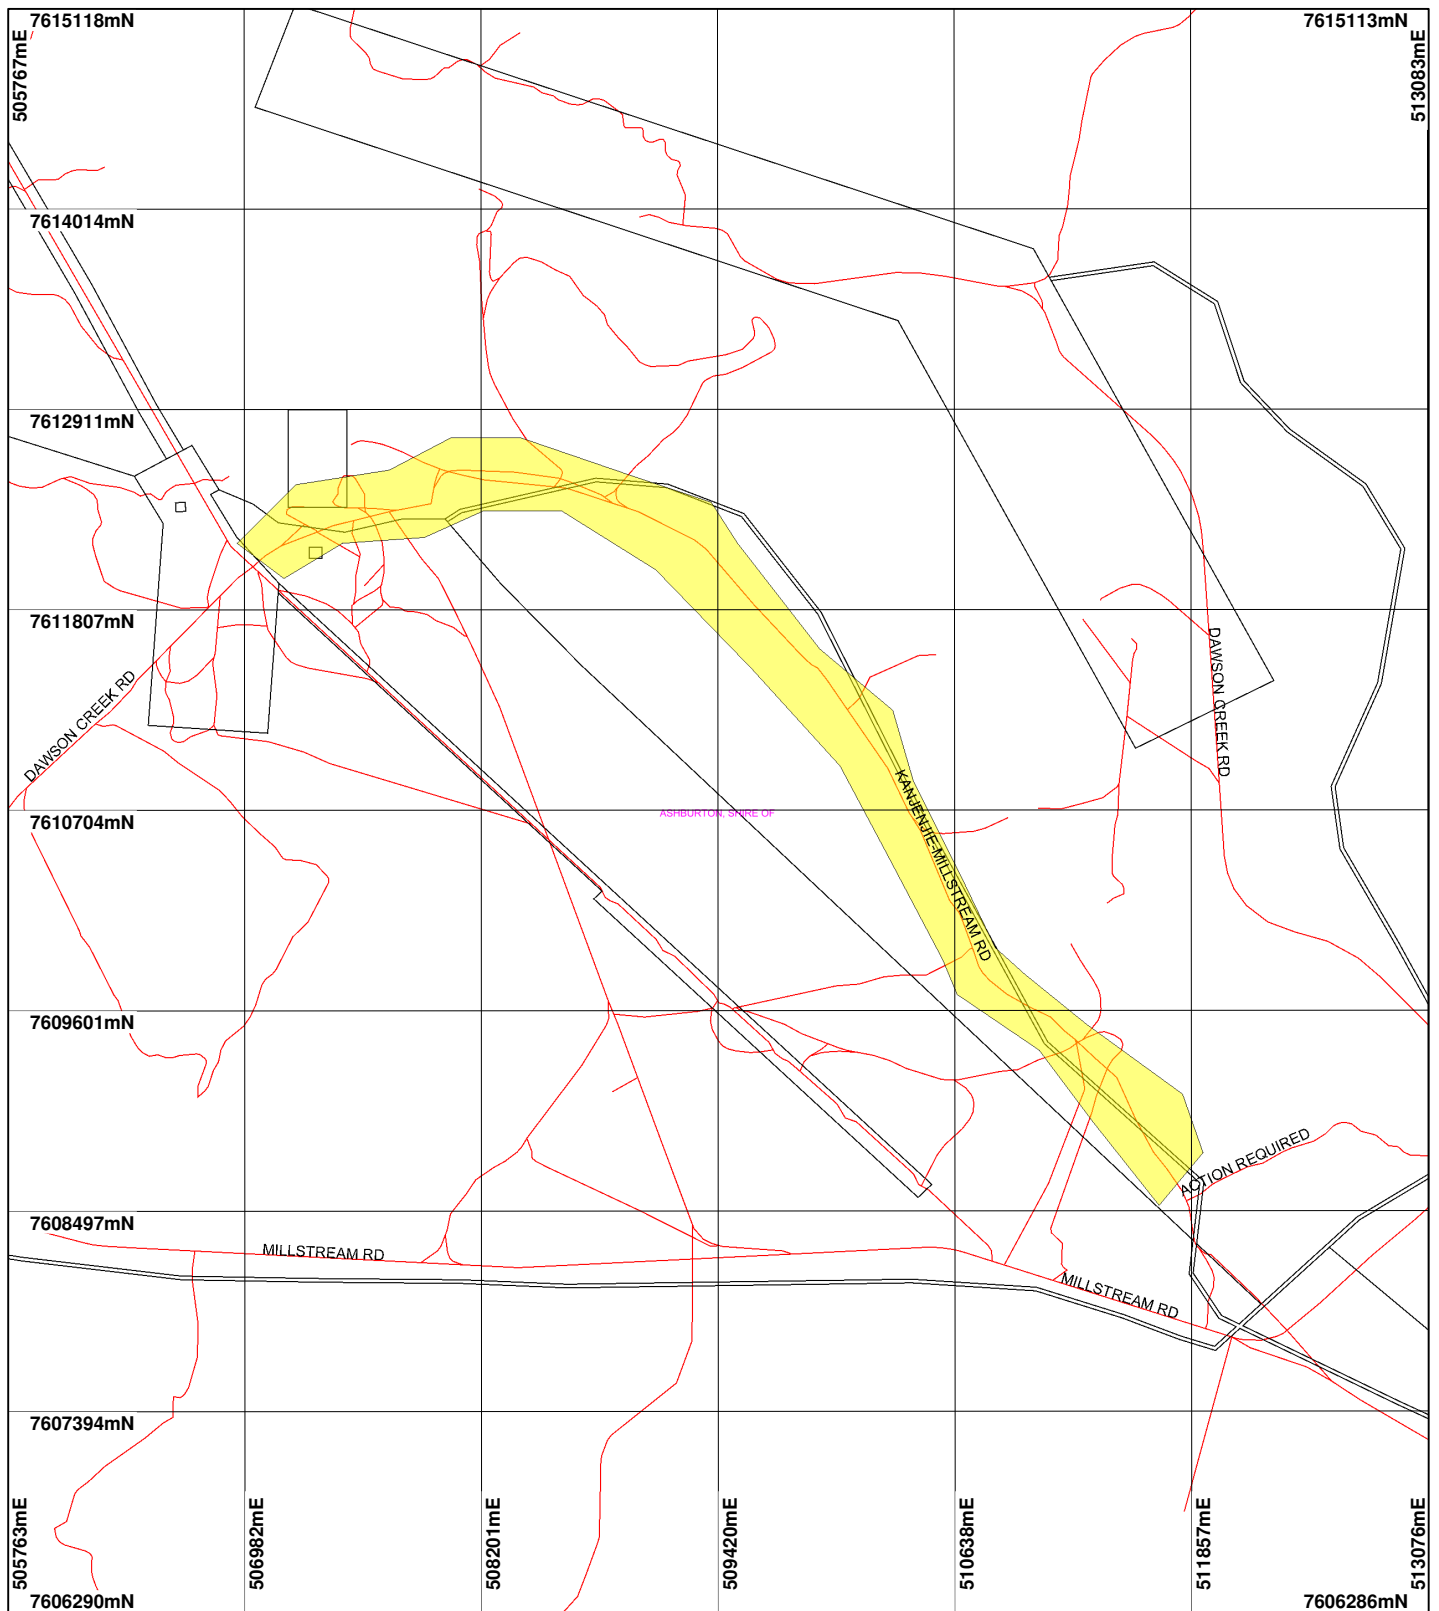 7615118mN
7615113mN
505767mE
513083mE
7614014mN
7612911mN
7611807mN
DAWSON CREEK RD
DAWSON CREEK RD
KANJENJIE-MILLSTREAM RD
7610704mN
ASHBURTON, SHIRE OF
7609601mN
ACTION REQUIRED
7608497mN
MILLSTREAM RD
MILLSTREAM RD
7607394mN
505763mE
506982mE
508201mE
509420mE
510638mE
511857mE
513076mE
7606290mN
7606286mN